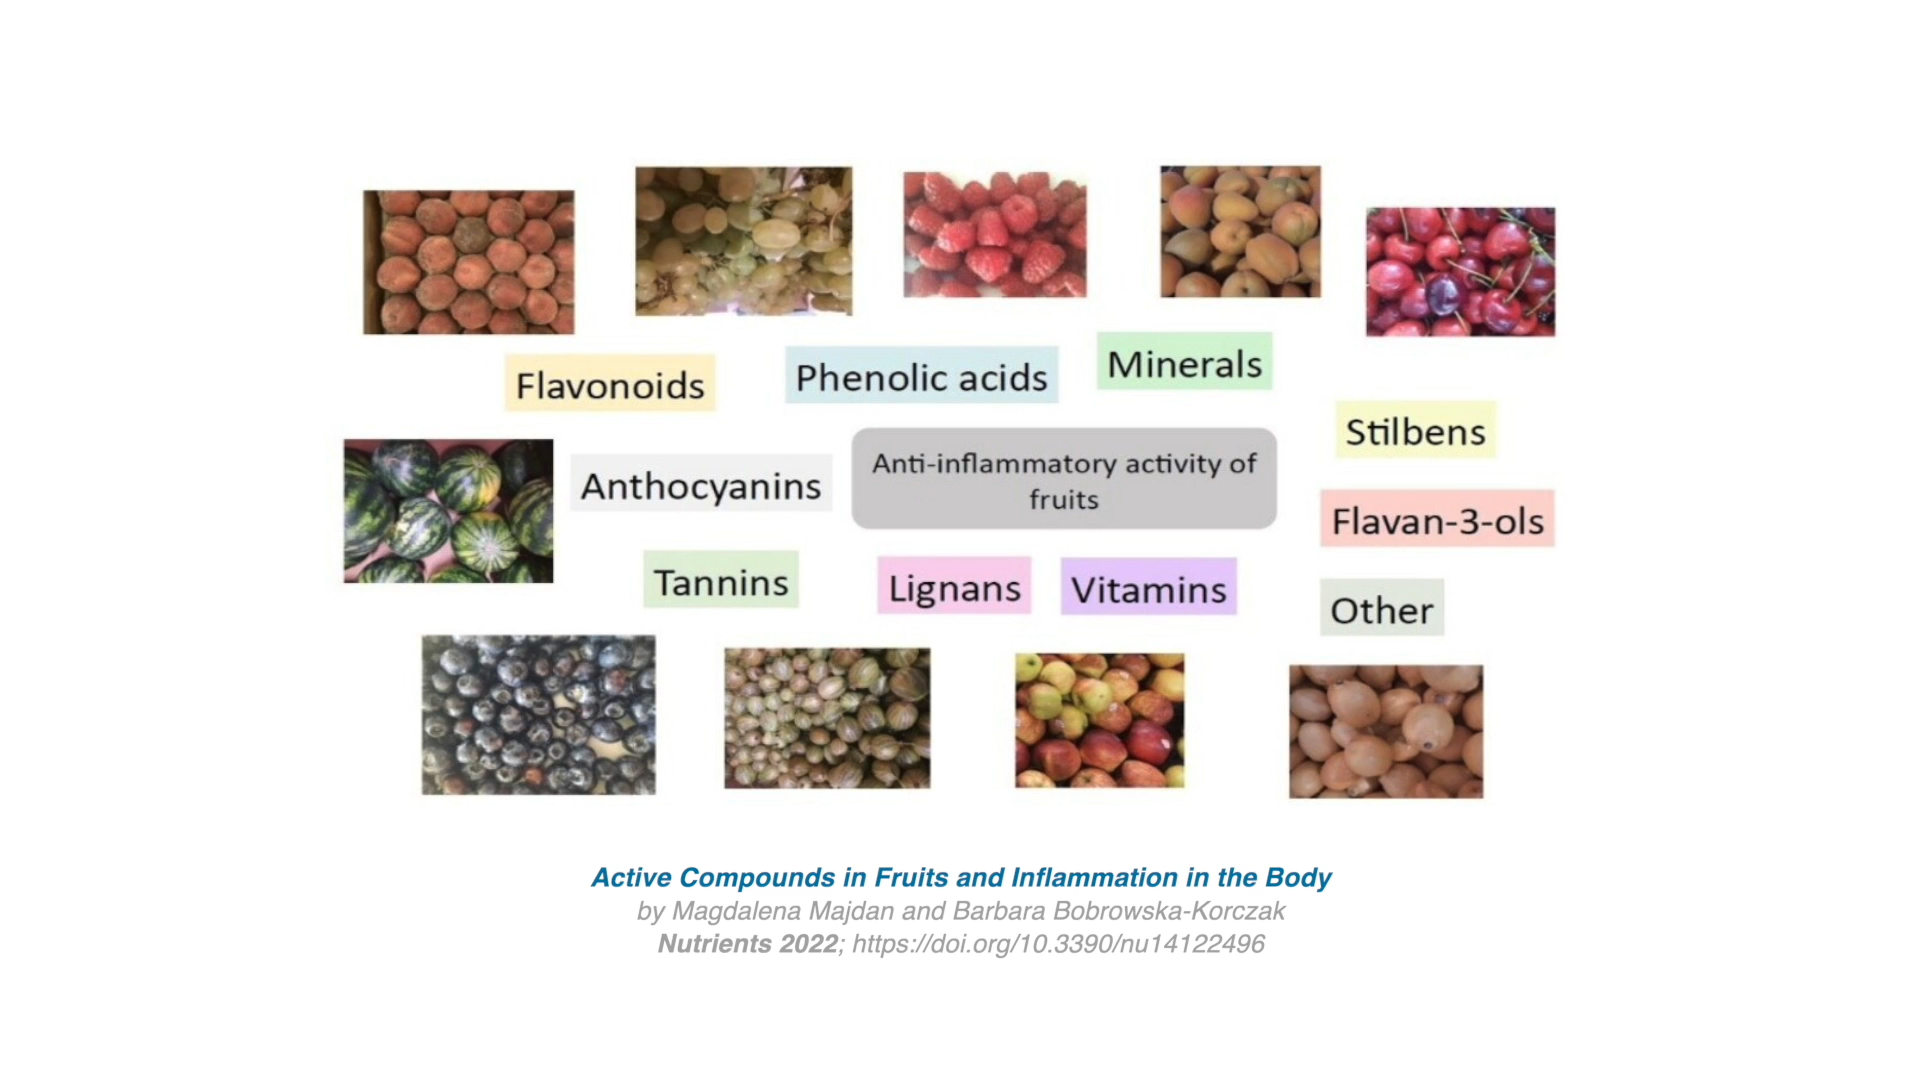 Flavonoids
Phenolic acids
Minerals
Stilbens
Anthocyanins
Anti-inflammatory activity of
fruits
Flavan-3-ols
Tannins
Lignans
Vitamins
Other
Active Compounds in Fruits and Inflammation in the Body
by Magdalena Majdan and Barbara Bobrowska-Korczak
Nutrients 2022; https://doi.org/10.3390/nu14122496